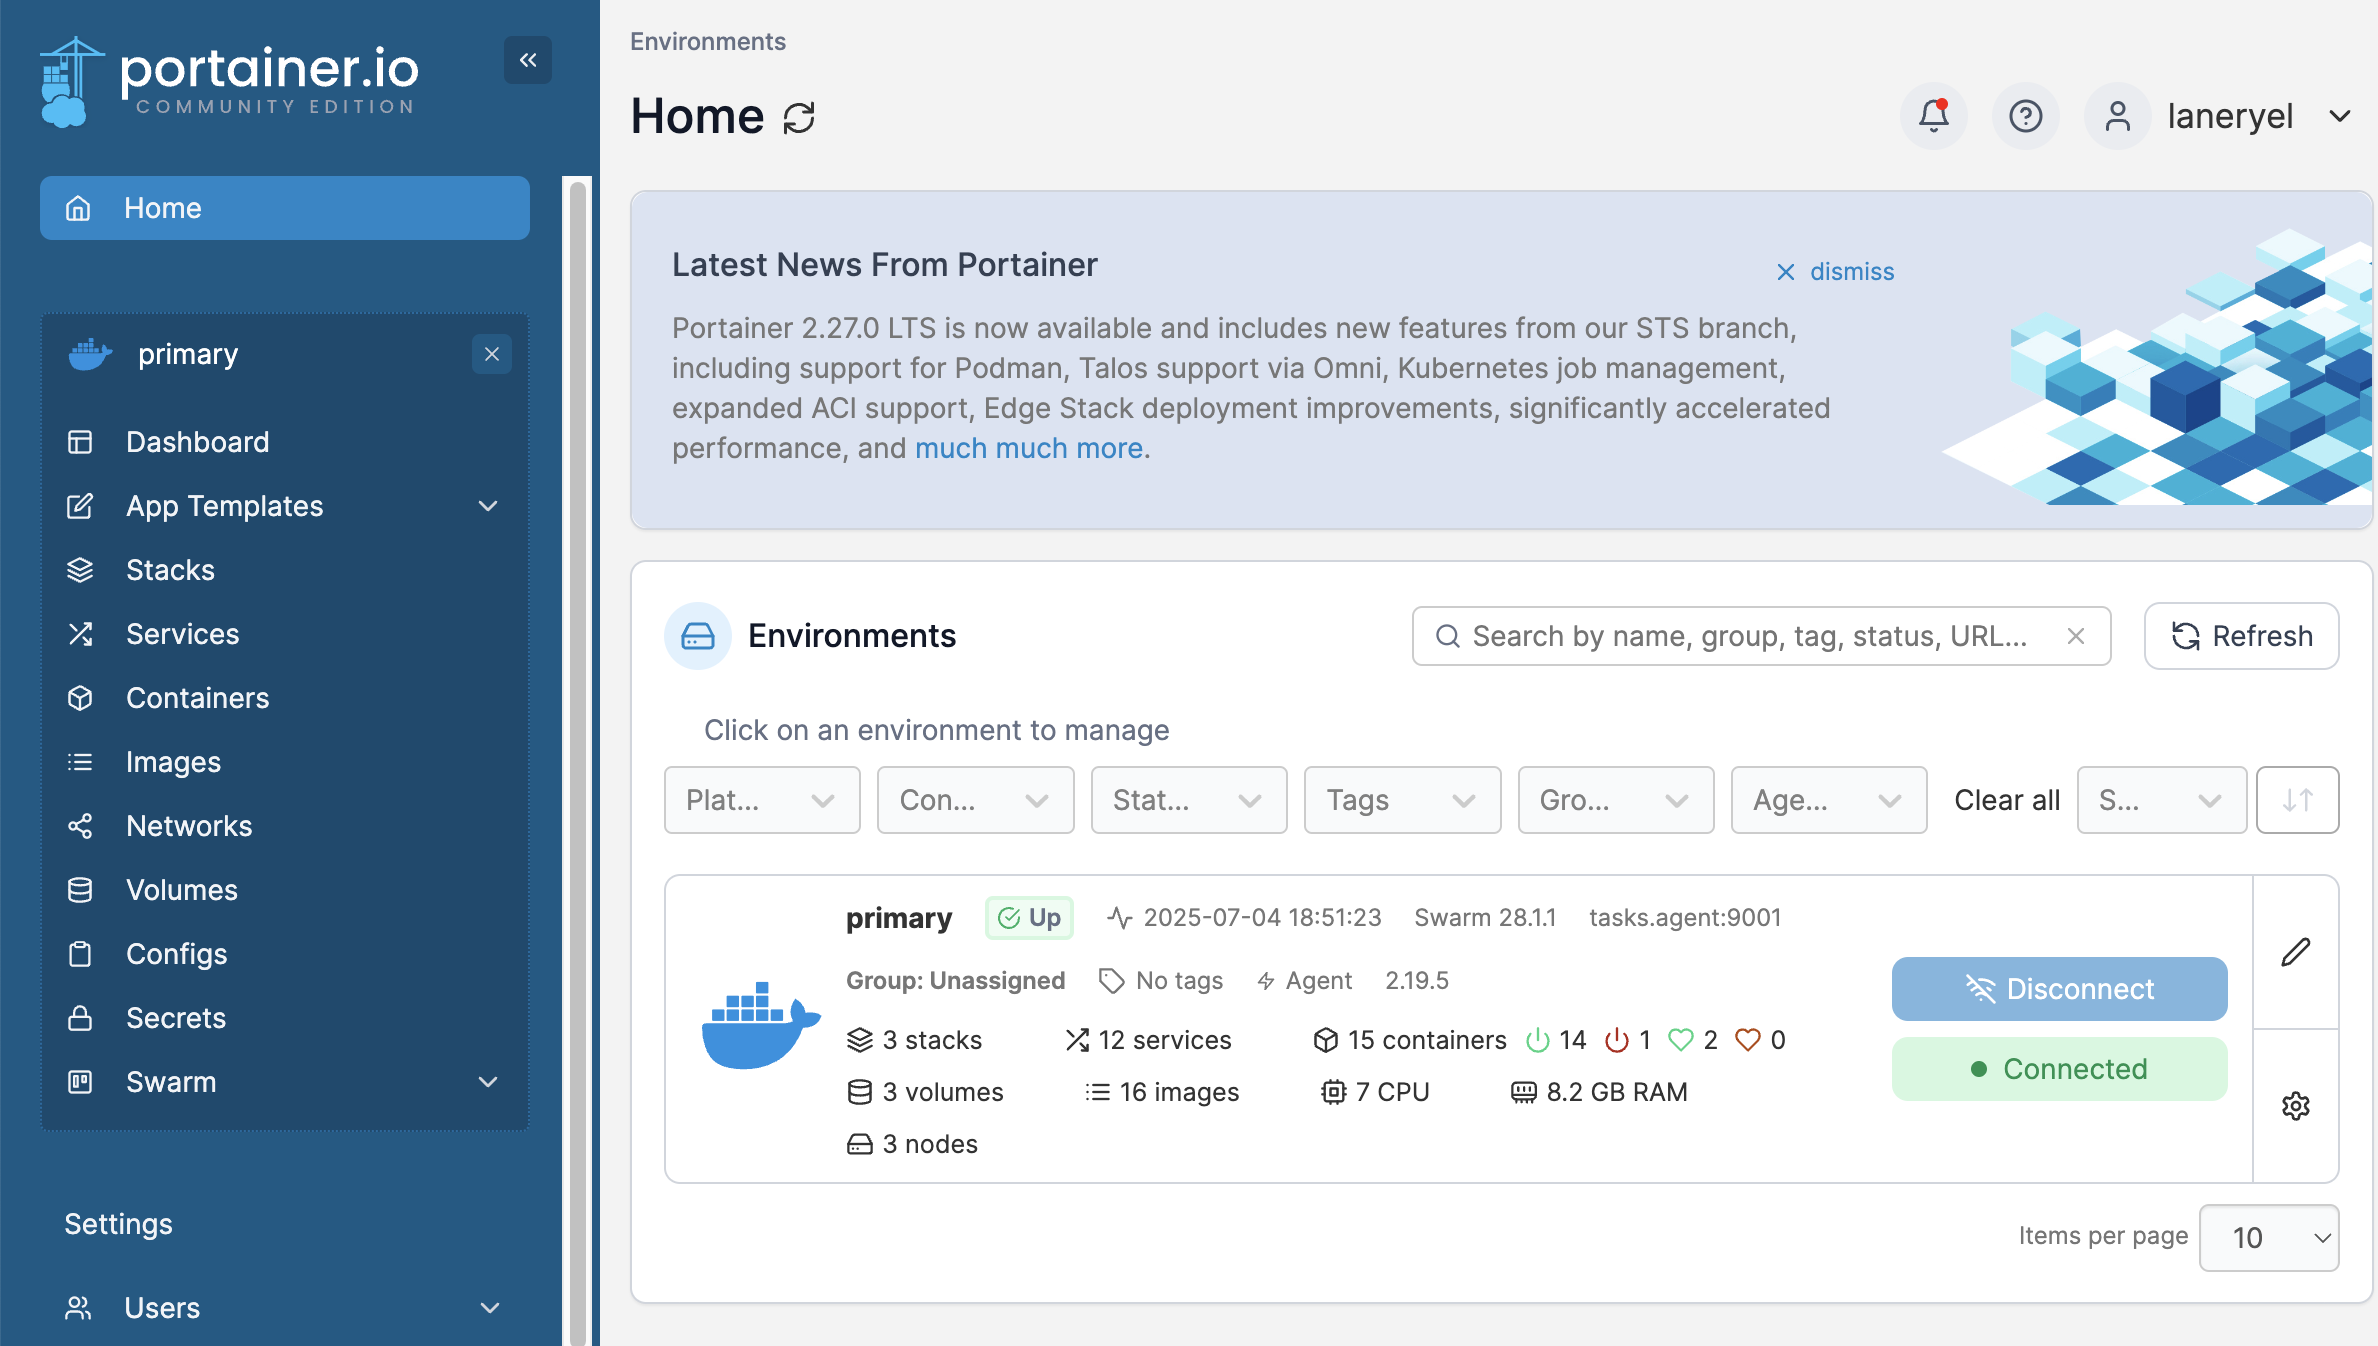 portainer.io
COMMUNITY EDITION
Home
primary
Dashboard
App Templates
Stacks
Services
Containers
Images
Networks
Volumes
Configs
Secrets
Swarm
Settings
Users
Environments
Home
laneryel
Latest News From Portainer
dismiss
Portainer 2.27.0 LTS is now available and includes new features from our STS branch,
including support for Podman, Talos support via Omni, Kubernetes job management,
expanded ACI support, Edge Stack deployment improvements, significantly accelerated
performance, and much much more.
Environments
Search by name, group, tag, status, URL...
Refresh
Click on an environment to manage
Plat... Con... Stat... Tags Gro... Age... Clear all S...
primary Up 2025-07-04 18:51:23 Swarm 28.1.1 tasks.agent:9001
Group: Unassigned No tags Agent 2.19.5
3 stacks 12 services 15 containers 14 1 2 0
3 volumes 16 images 7 CPU 8.2 GB RAM
3 nodes
Disconnect
Connected
Items per page 10